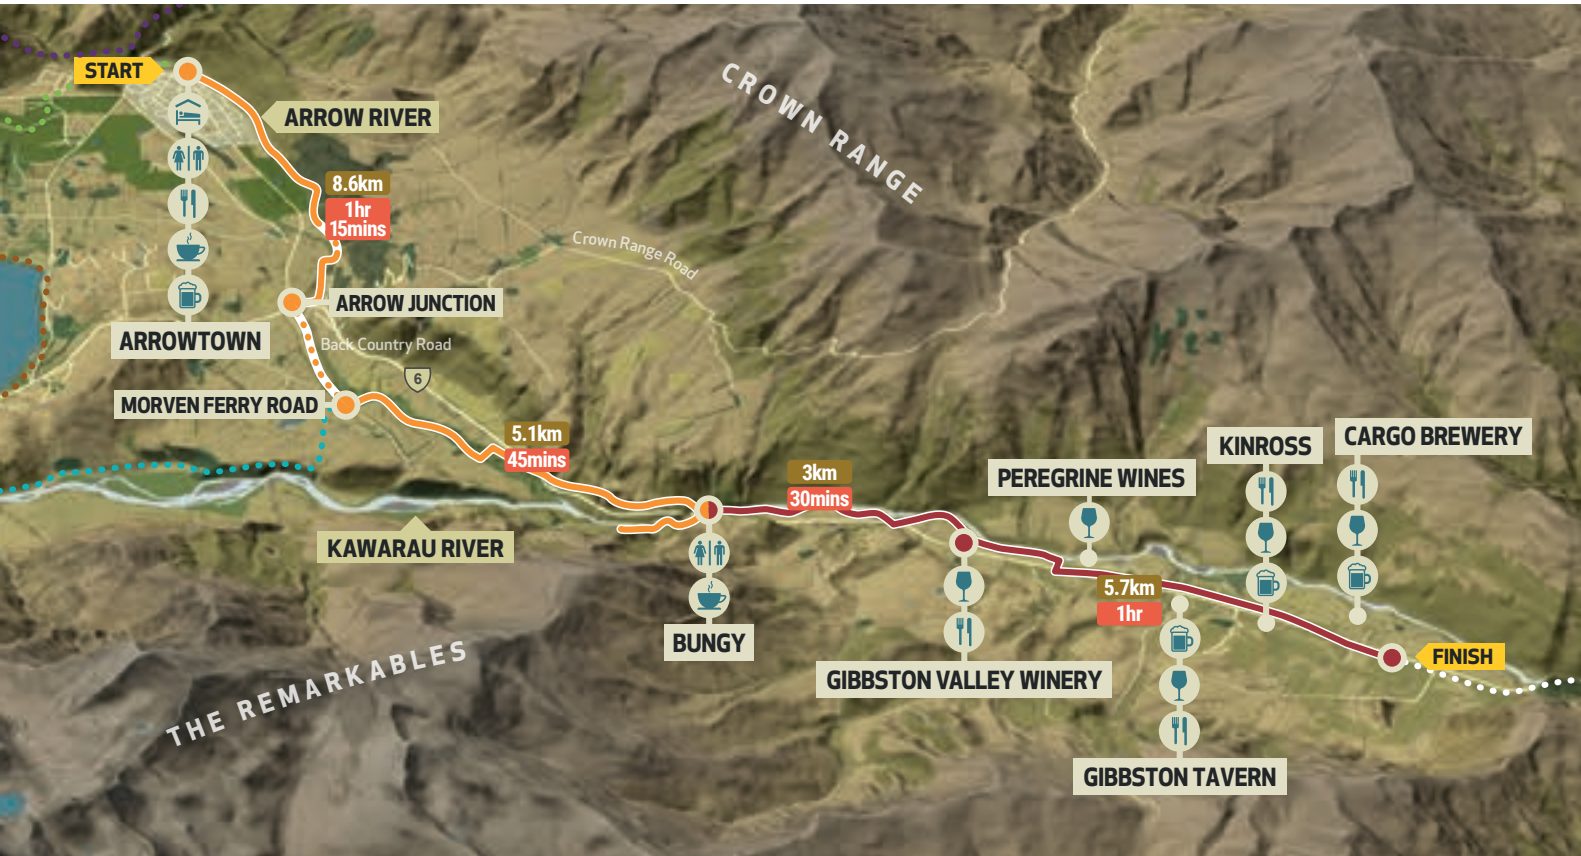 START
ARROW RIVER
CROWN RANGE
8.6km
1hr
15mins
Crown Range Road
ARROW JUNCTION
ARROWTOWN
Back Country Road
6
MORVEN FERRY ROAD
5.1km
45mins
3km
30mins
PEREGRINE WINES
KINROSS
CARGO BREWERY
KAWARAU RIVER
BUNGY
5.7km
1hr
GIBBSTON VALLEY WINERY
FINISH
THE REMARKABLES
GIBBSTON TAVERN